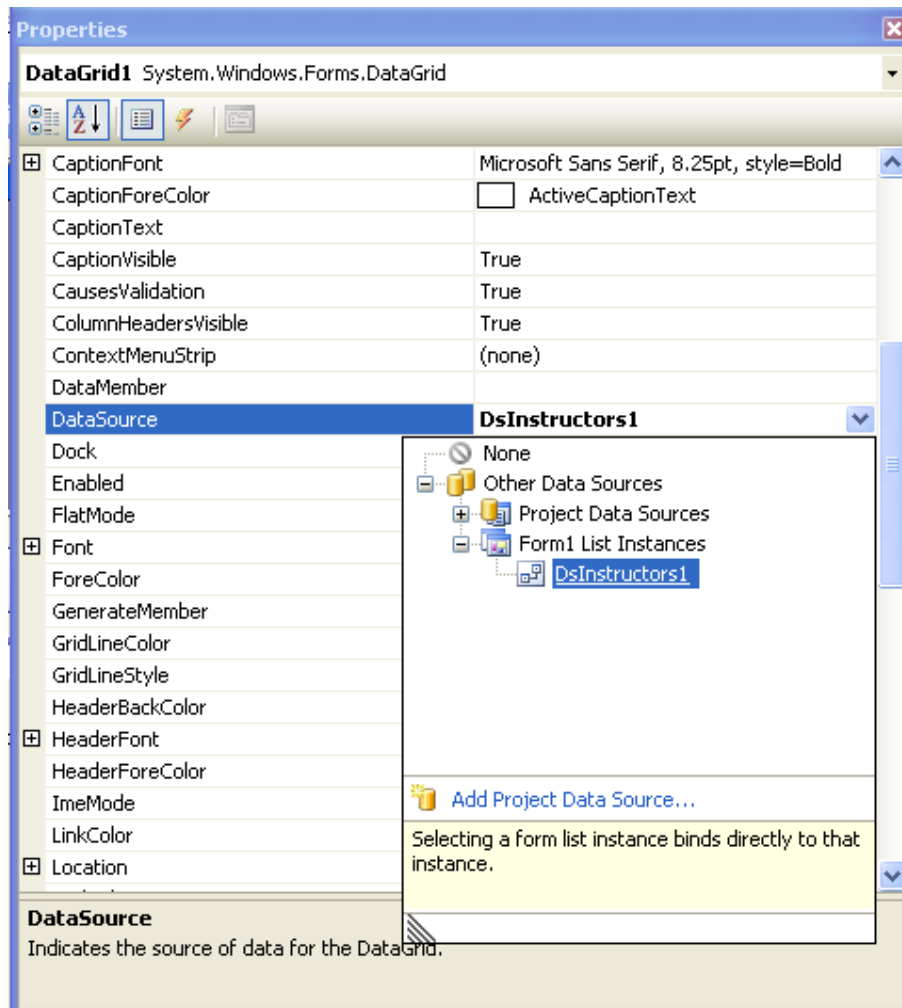 Properties
DataGrid1 System.Windows.Forms.DataGrid
CaptionFont Microsoft Sans Serif, 8.25pt, style=Bold
CaptionForeColor ActiveCaptionText
CaptionText
CaptionVisible True
CausesValidation True
ColumnHeadersVisible True
ContextMenuStrip (none)
DataMember
DataSource DsInstructors1
Dock
Enabled
FlatMode
Font
ForeColor
GenerateMember
GridLineColor
GridLineStyle
HeaderBackColor
HeaderFont
HeaderForeColor
ImeMode
LinkColor
Location
None
Other Data Sources
Project Data Sources
Form1 List Instances
DsInstructors1
Add Project Data Source...
Selecting a form list instance binds directly to that
instance.
DataSource
Indicates the source of data for the DataGrid.